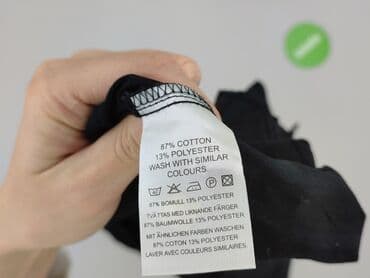 87% COTTON
13% POLYESTER
WASH WITH SIMILAR
COLOURS
87% BOMULL 13% POLYESTER
TVÄTTAS MED LIKNANDE FÄRGER
87% BAUMWOLLE 13% POLYESTER
MIT ÄHNLICHEN FARBEN WASCHEN
87% COTON 13% POLYESTER
LAVER AVEC COULEURS SIMILAIRES.